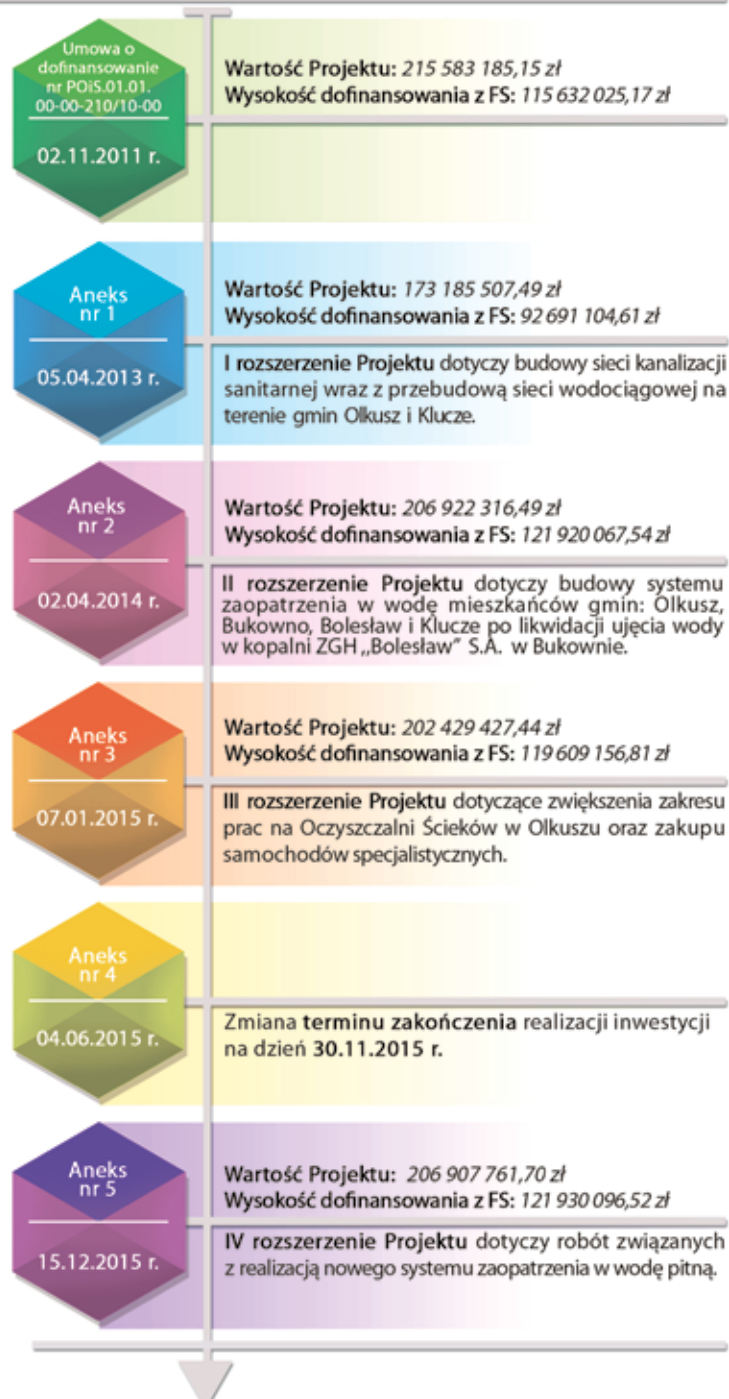 Umowa o
dofinansowanie
nr POiŚ.01.01.
00-00-210/10-00
02.11.2011 r.
Wartość Projektu: 215 583 185,15 zł
Wysokość dofinansowania z FS: 115 632 025,17 zł
Aneks
nr 1
05.04.2013 r.
Wartość Projektu: 173 185 507,49 zł
Wysokość dofinansowania z FS: 92 691 104,61 zł
I rozszerzenie Projektu dotyczy budowy sieci kanalizacji
sanitarnej wraz z przebudową sieci wodociągowej na
terenie gmin Olkusz i Klucze.
Aneks
nr 2
02.04.2014 r.
Wartość Projektu: 206 922 316,49 zł
Wysokość dofinansowania z FS: 121 920 067,54 zł
II rozszerzenie Projektu dotyczy budowy systemu
zaopatrzenia w wodę mieszkańców gmin: Olkusz,
Bukowno, Bolesław i Klucze po likwidacji ujęcia wody
w kopalni ZGH „Bolesław" S.A. w Bukownie.
Aneks
nr 3
07.01.2015 r.
Wartość Projektu: 202 429 427,44 zł
Wysokość dofinansowania z FS: 119 609 156,81 zł
III rozszerzenie Projektu dotyczące zwiększenia zakresu
prac na Oczyszczalni Ścieków w Olkuszu oraz zakupu
samochodów specjalistycznych.
Aneks
nr 4
04.06.2015 r.
Zmiana terminu zakończenia realizacji inwestycji
na dzień 30.11.2015 r.
Aneks
nr 5
15.12.2015 r.
Wartość Projektu: 206 907 761,70 zł
Wysokość dofinansowania z FS: 121 930 096,52 zł
IV rozszerzenie Projektu dotyczy robót związanych
z realizacją nowego systemu zaopatrzenia w wodę pitną.